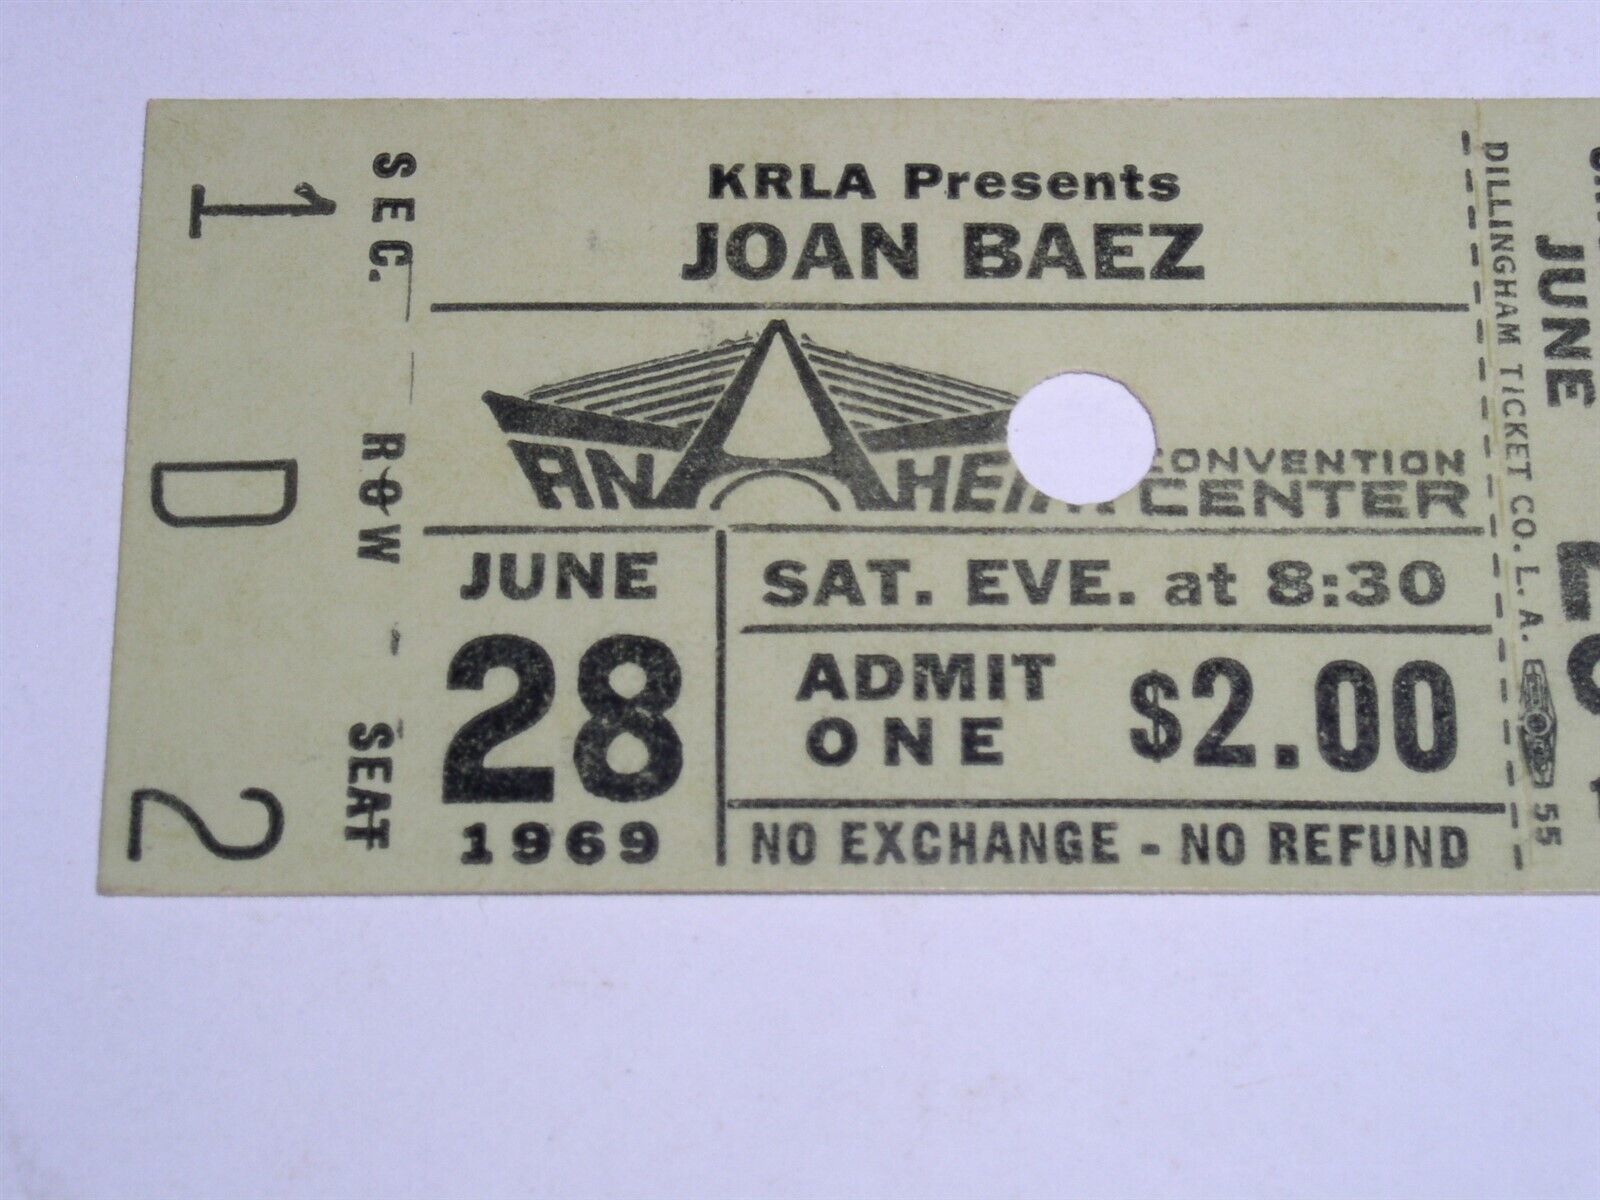 SEC. 1
ROW D
SEAT 2
KRLA Presents
JOAN BAEZ
ANAHEIM CONVENTION CENTER
JUNE
28
1969
SAT. EVE. at 8:30
ADMIT ONE $2.00
NO EXCHANGE - NO REFUND
DILLINGHAM TICKET CO. L. A. 55
JUNE